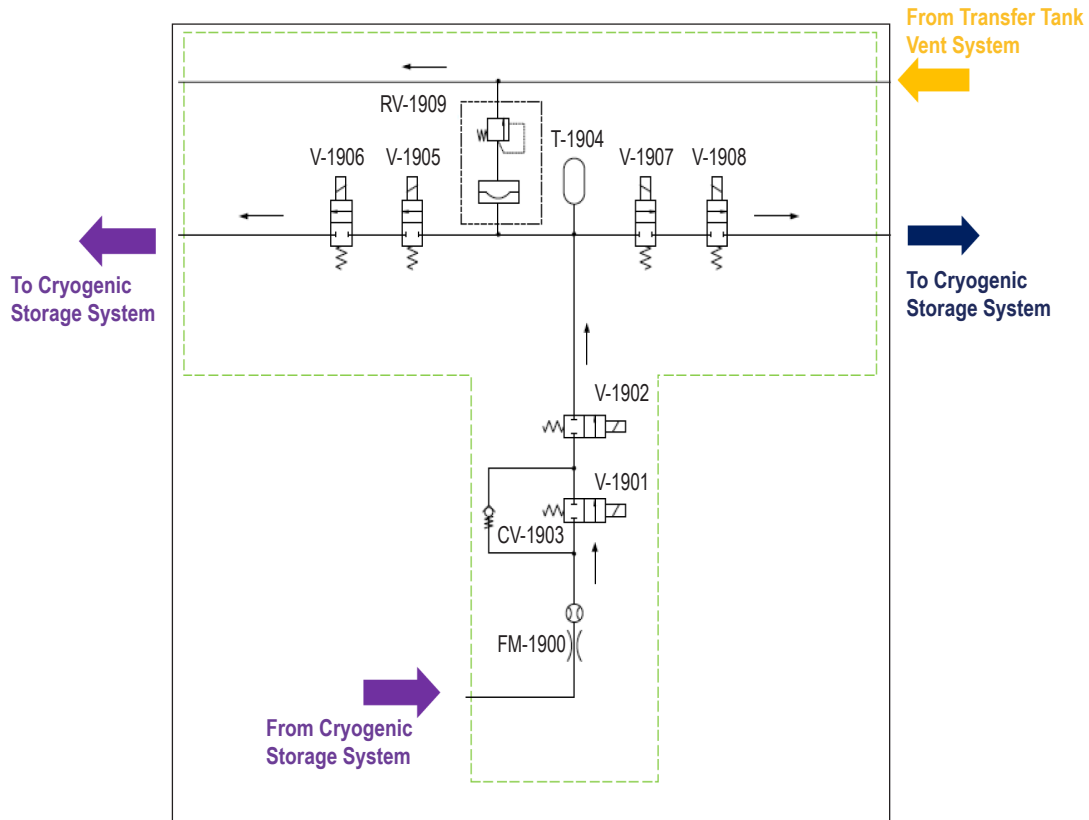 From Transfer Tank
Vent System
RV-1909
T-1904
V-1906
V-1905
V-1907
V-1908
To Cryogenic
Storage System
To Cryogenic
Storage System
V-1902
V-1901
CV-1903
FM-1900
From Cryogenic
Storage System